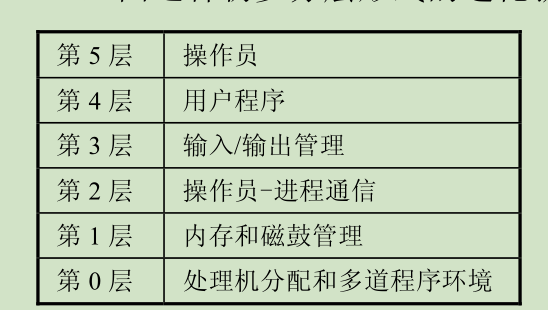 第 5 层 操作员
第 4 层 用户程序
第 3 层 输入/输出管理
第 2 层 操作员-进程通信
第 1 层 内存和磁鼓管理
第 0 层 处理机分配和多道程序环境